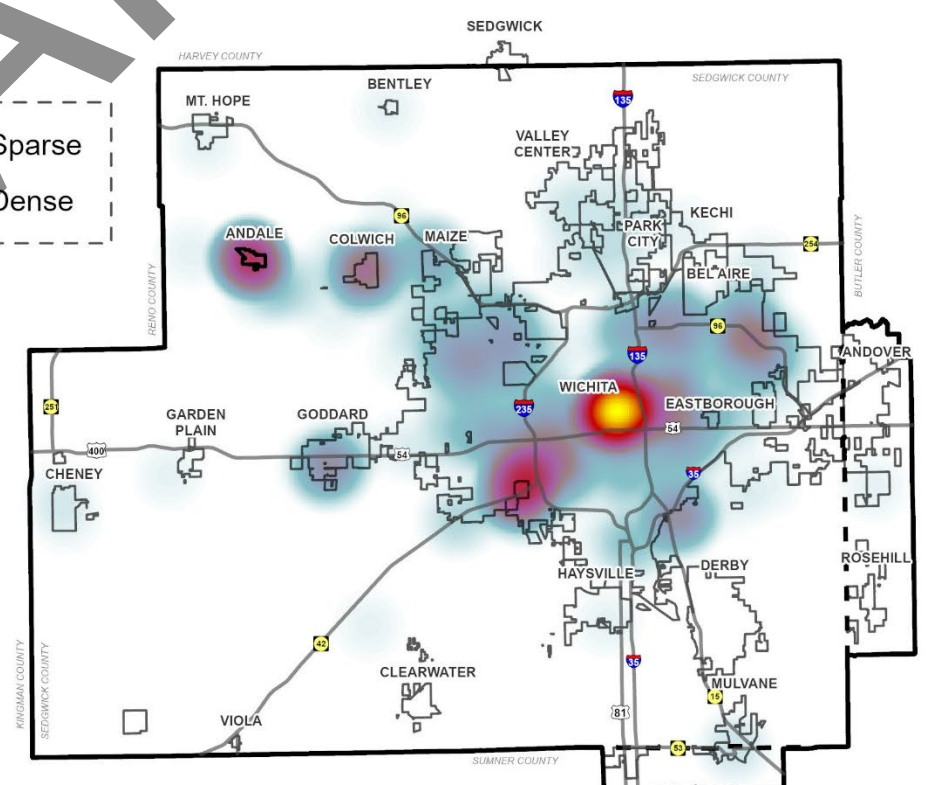 SEDGWICK
HARVEY COUNTY
SEDGWICK COUNTY
BENTLEY
MT. HOPE
135
Sparse
Dense
VALLEY
CENTER
KECHI
PARK
CITY
96
ANDALE
COLWICH
MAIZE
254
BEL AIRE
RENO COUNTY
BUTLER COUNTY
96
135
ANDOVER
WICHITA
251
235
EASTBOROUGH
GARDEN
PLAIN
GODDARD
54
400
54
CHENEY
35
HAYSVILLE
DERBY
ROSEHILL
42
35
CLEARWATER
KINGMAN COUNTY
SEDGWICK COUNTY
MULVANE
15
VIOLA
81
53
SUMNER COUNTY